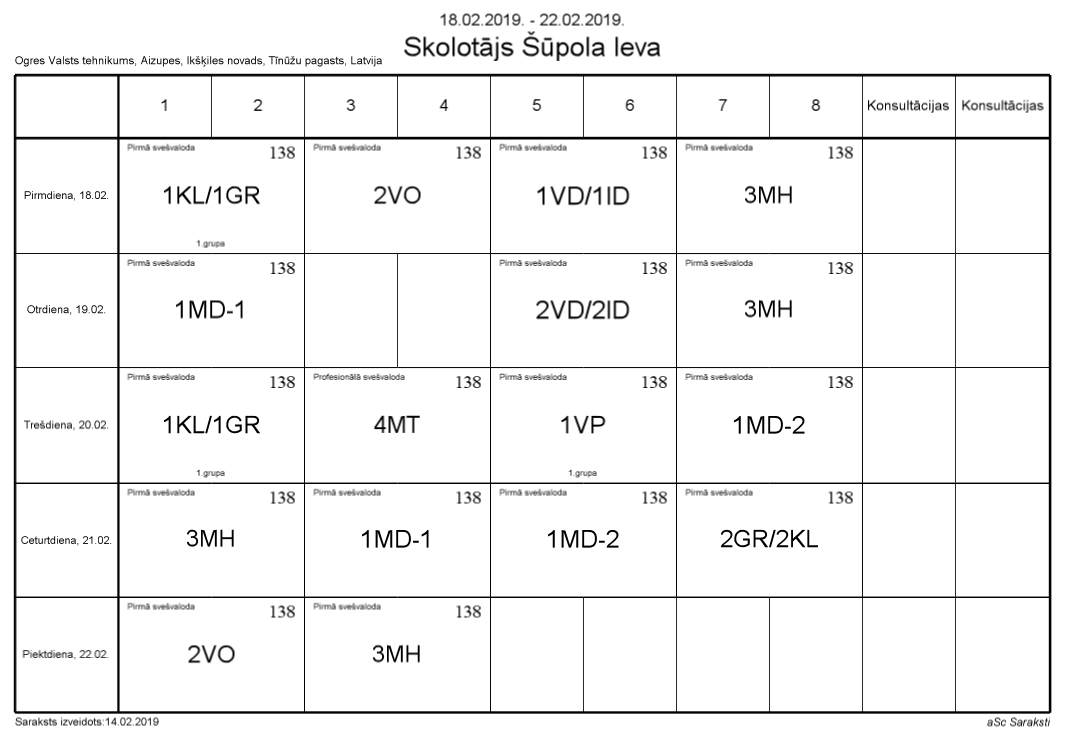 18.02.2019. - 22.02.2019.
Skolotājs Šūpola Ieva
Ogres Valsts tehnikums, Aizupes, Ikšķiles novads, Tīnūžu pagasts, Latvija
1 2 3 4 5 6 7 8 Konsultācijas Konsultācijas
Pirmdiena, 18.02.
Pirmā svešvaloda 138
1KL/1GR
1.grupa
Pirmā svešvaloda 138
2VO
Pirmā svešvaloda 138
1VD/1ID
Pirmā svešvaloda 138
3MH
Otrdiena, 19.02.
Pirmā svešvaloda 138
1MD-1
Pirmā svešvaloda 138
2VD/2ID
Pirmā svešvaloda 138
3MH
Trešdiena, 20.02.
Pirmā svešvaloda 138
1KL/1GR
1.grupa
Profesionālā svešvaloda 138
4MT
Pirmā svešvaloda 138
1VP
1.grupa
Pirmā svešvaloda 138
1MD-2
Ceturtdiena, 21.02.
Pirmā svešvaloda 138
3MH
Pirmā svešvaloda 138
1MD-1
Pirmā svešvaloda 138
1MD-2
Pirmā svešvaloda 138
2GR/2KL
Piektdiena, 22.02.
Pirmā svešvaloda 138
2VO
Pirmā svešvaloda 138
3MH
Saraksts izveidots:14.02.2019
aSc Saraksti